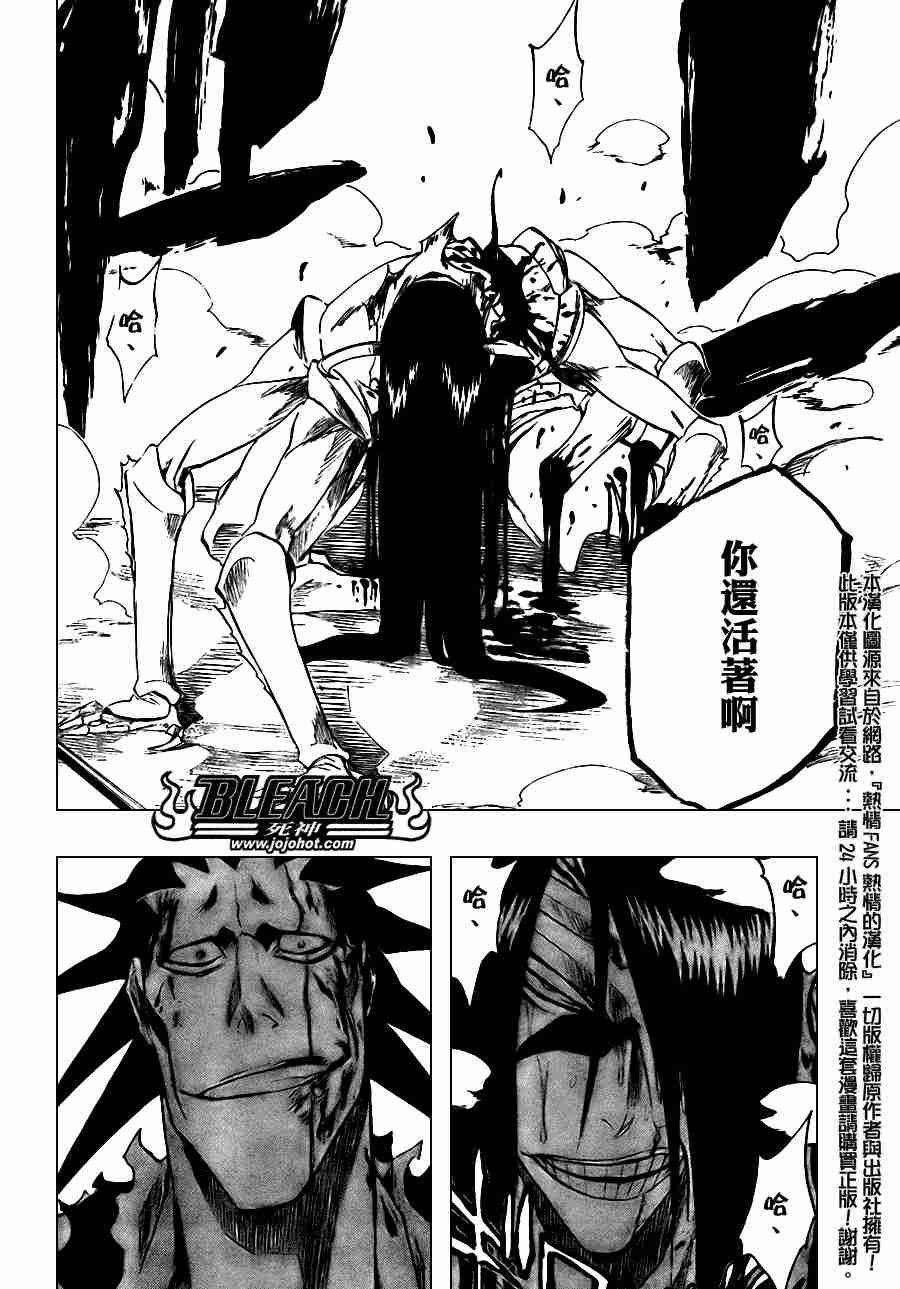 哈、
哈、
哈、
你還活著啊
BLEACH
死神
www.jojohot.com
哈、
哈、
哈、
本漢化圖源來自於網路，『熱情FANS熱情的漢化』一切版權歸原作者與出版社擁有！
此版本僅供學習試看交流...請24小時之內消除，喜歡這套漫畫請購買正版！謝謝。